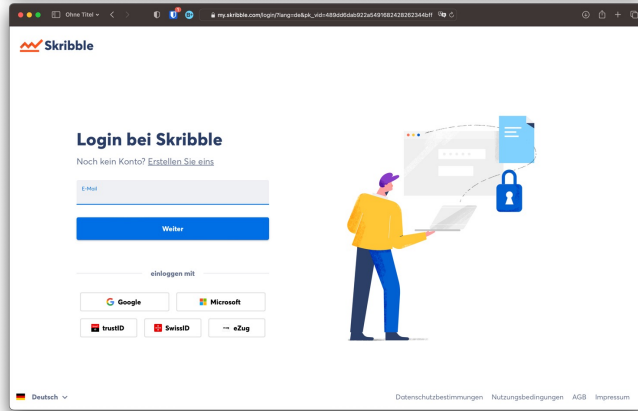 Ohne Titel
my.skribble.com/login/?lang=de&pk_vid=489dd6dab922a5491682428262344bff
Skribble
Login bei Skribble
Noch kein Konto? Erstellen Sie eins
E-Mail
Weiter
einloggen mit
Google
Microsoft
trustID
SwissID
eZug
Deutsch
Datenschutzbestimmungen Nutzungsbedingungen AGB Impressum